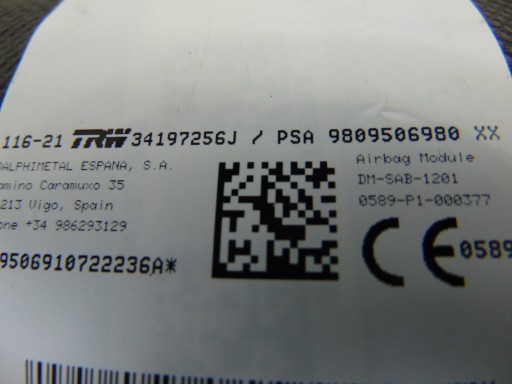 116-21 TRW 34197256J / PSA 9809506980 XX
DALPHIMETAL ESPANA, S.A.
amino Caramuxo 35
213 Vigo, Spain
one +34 986293129
Airbag Module
DM-SAB-1201
0589-P1-000377
9506910722236A*
CE 0589